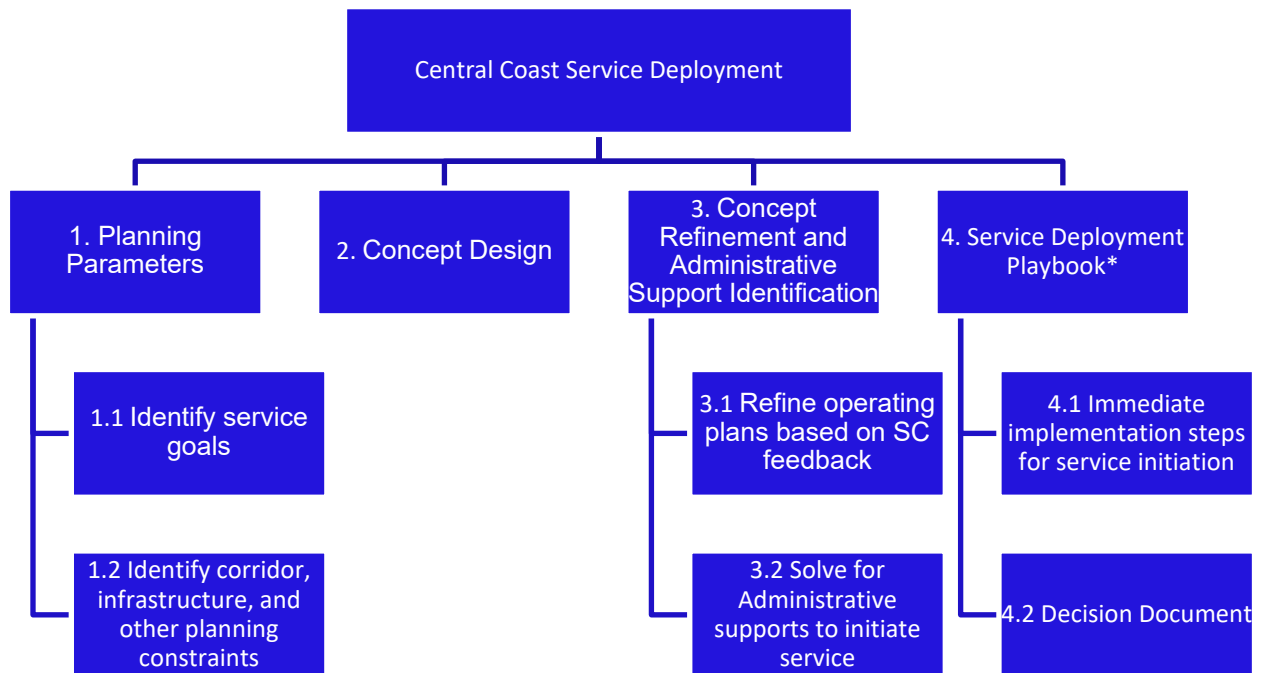 Central Coast Service Deployment
1. Planning
Parameters
2. Concept Design
3. Concept
Refinement and
Administrative
Support Identification
4. Service Deployment
Playbook*
1.1 Identify service
goals
3.1 Refine operating
plans based on SC
feedback
4.1 Immediate
implementation steps
for service initiation
1.2 Identify corridor,
infrastructure, and
other planning
constraints
3.2 Solve for
Administrative
supports to initiate
service
4.2 Decision Document